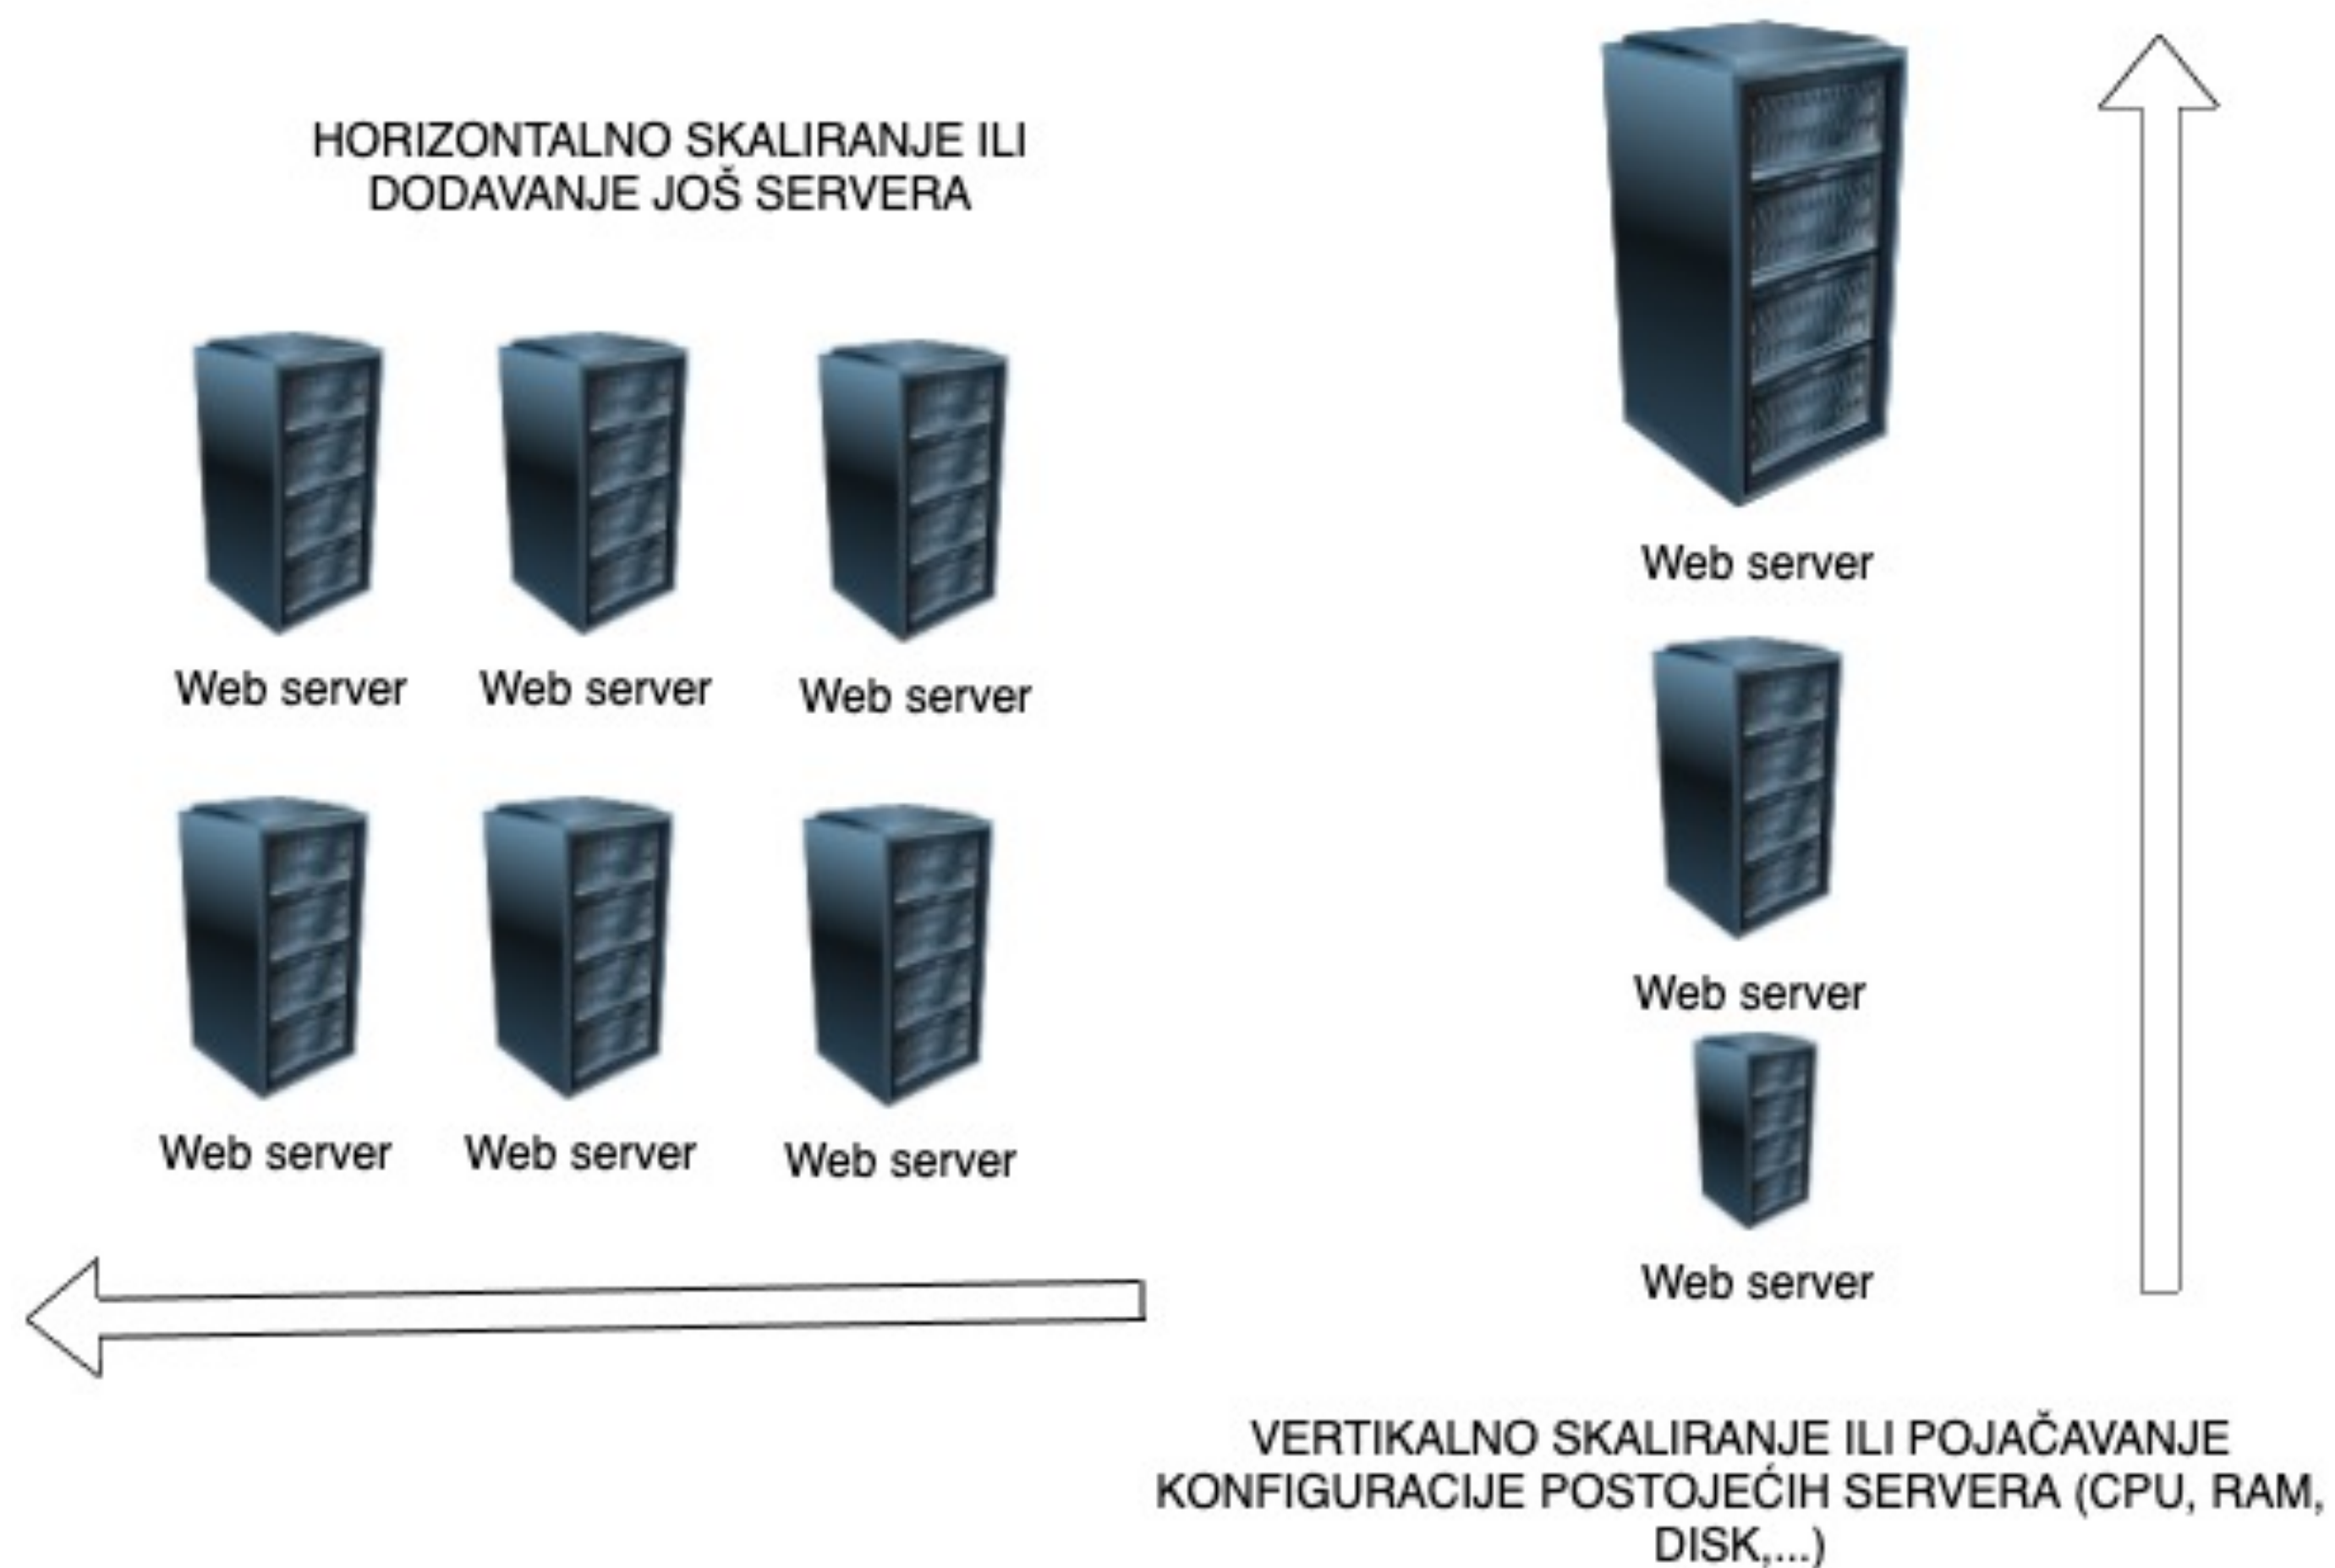 HORIZONTALNO SKALIRANJE ILI
DODAVANJE JOŠ SERVERA
Web server
Web server
Web server
Web server
Web server
Web server
Web server
Web server
Web server
VERTIKALNO SKALIRANJE ILI POJAČAVANJE
KONFIGURACIJE POSTOJEĆIH SERVERA (CPU, RAM,
DISK,...)